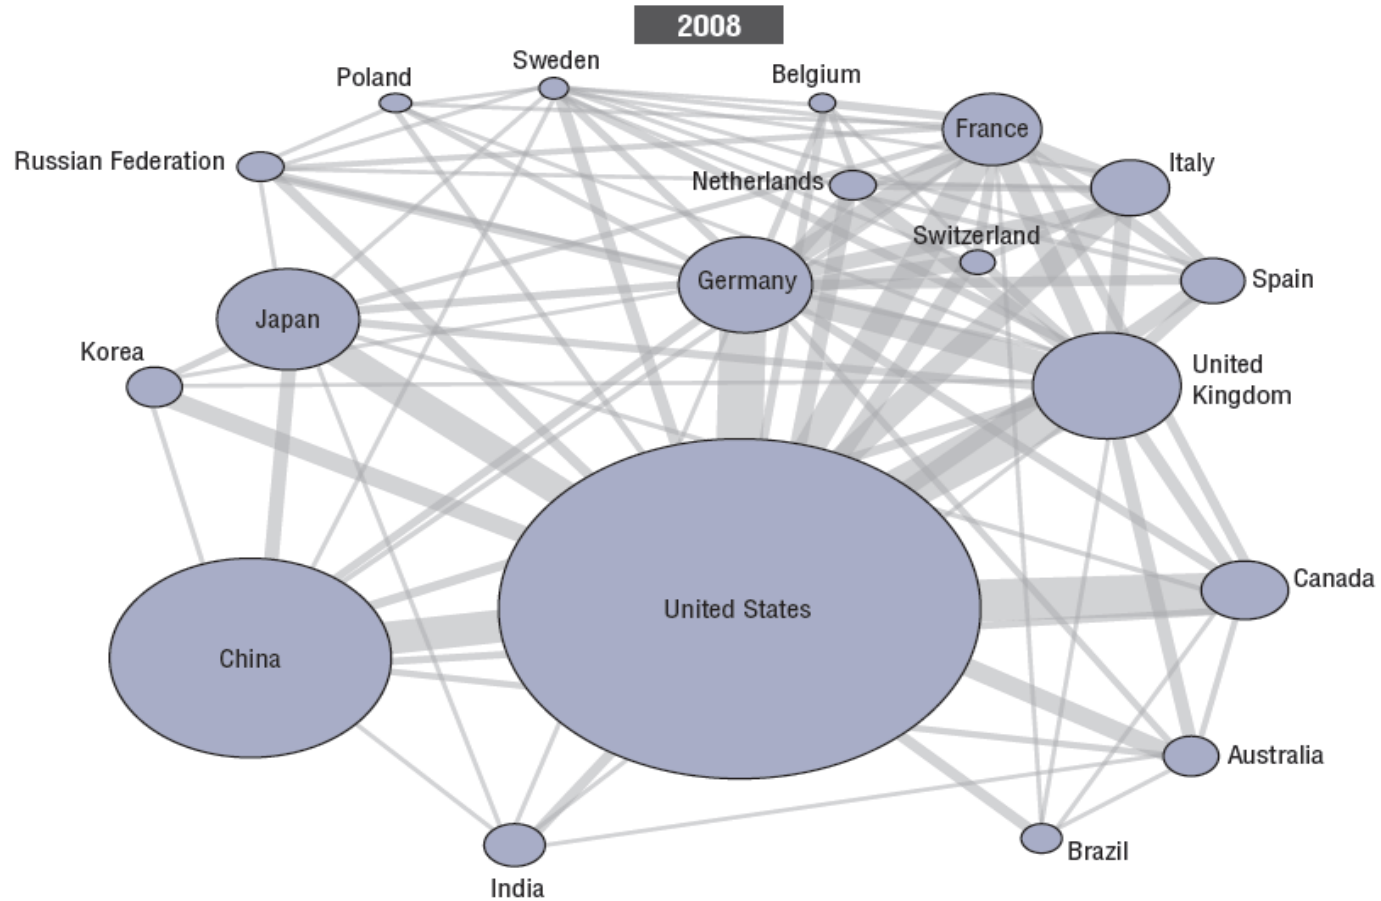 2008
Sweden
Poland
Belgium
France
Russian Federation
Italy
Netherlands
Switzerland
Germany
Spain
Japan
Korea
United
Kingdom
Canada
United States
China
Australia
Brazil
India